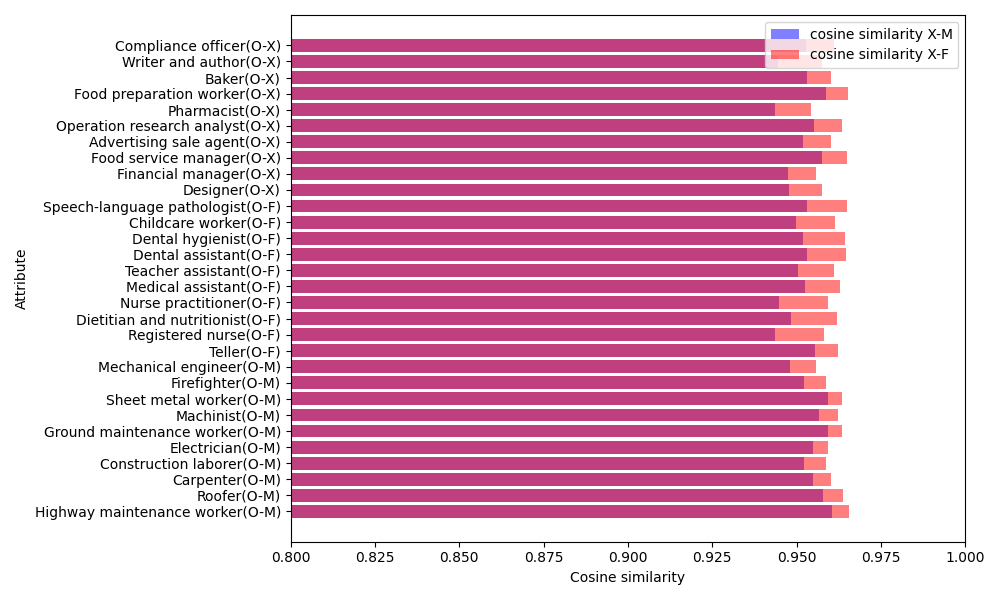 cosine similarity X-M
cosine similarity X-F
Compliance officer(O-X)
Writer and author(O-X)
Baker(O-X)
Food preparation worker(O-X)
Pharmacist(O-X)
Operation research analyst(O-X)
Advertising sale agent(O-X)
Food service manager(O-X)
Financial manager(O-X)
Designer(O-X)
Speech-language pathologist(O-F)
Childcare worker(O-F)
Dental hygienist(O-F)
Dental assistant(O-F)
Teacher assistant(O-F)
Medical assistant(O-F)
Nurse practitioner(O-F)
Dietitian and nutritionist(O-F)
Registered nurse(O-F)
Teller(O-F)
Mechanical engineer(O-M)
Firefighter(O-M)
Sheet metal worker(O-M)
Machinist(O-M)
Ground maintenance worker(O-M)
Electrician(O-M)
Construction laborer(O-M)
Carpenter(O-M)
Roofer(O-M)
Highway maintenance worker(O-M)
Attribute
0.800 0.825 0.850 0.875 0.900 0.925 0.950 0.975 1.000
Cosine similarity